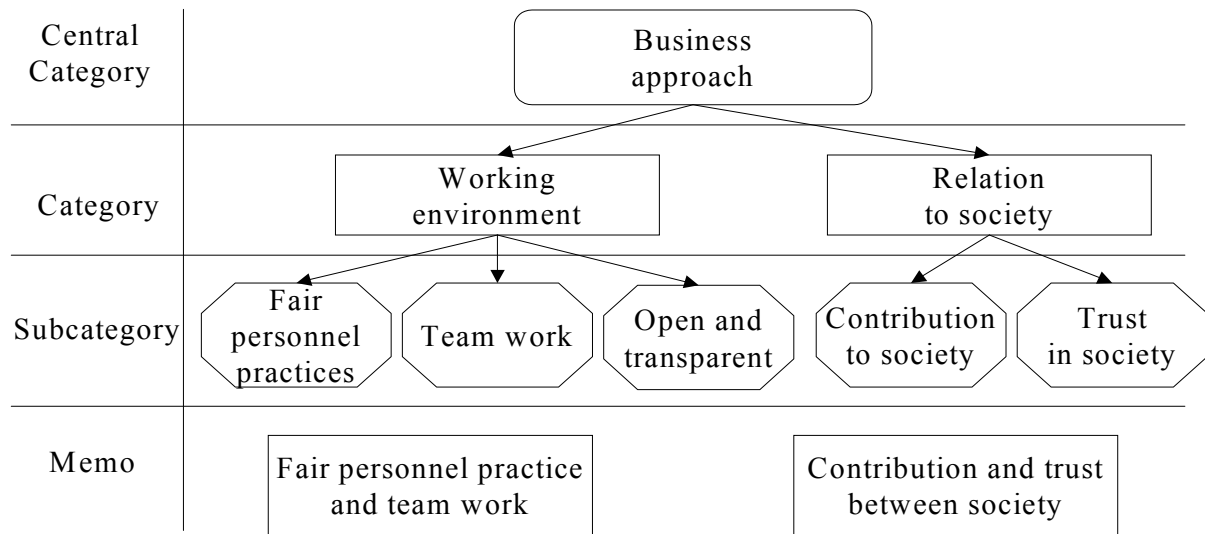 Central
Category
Business
approach
Category
Working
environment
Relation
to society
Subcategory
Fair
personnel
practices
Team work
Open and
transparent
Contribution
to society
Trust
in society
Memo
Fair personnel practice
and team work
Contribution and trust
between society